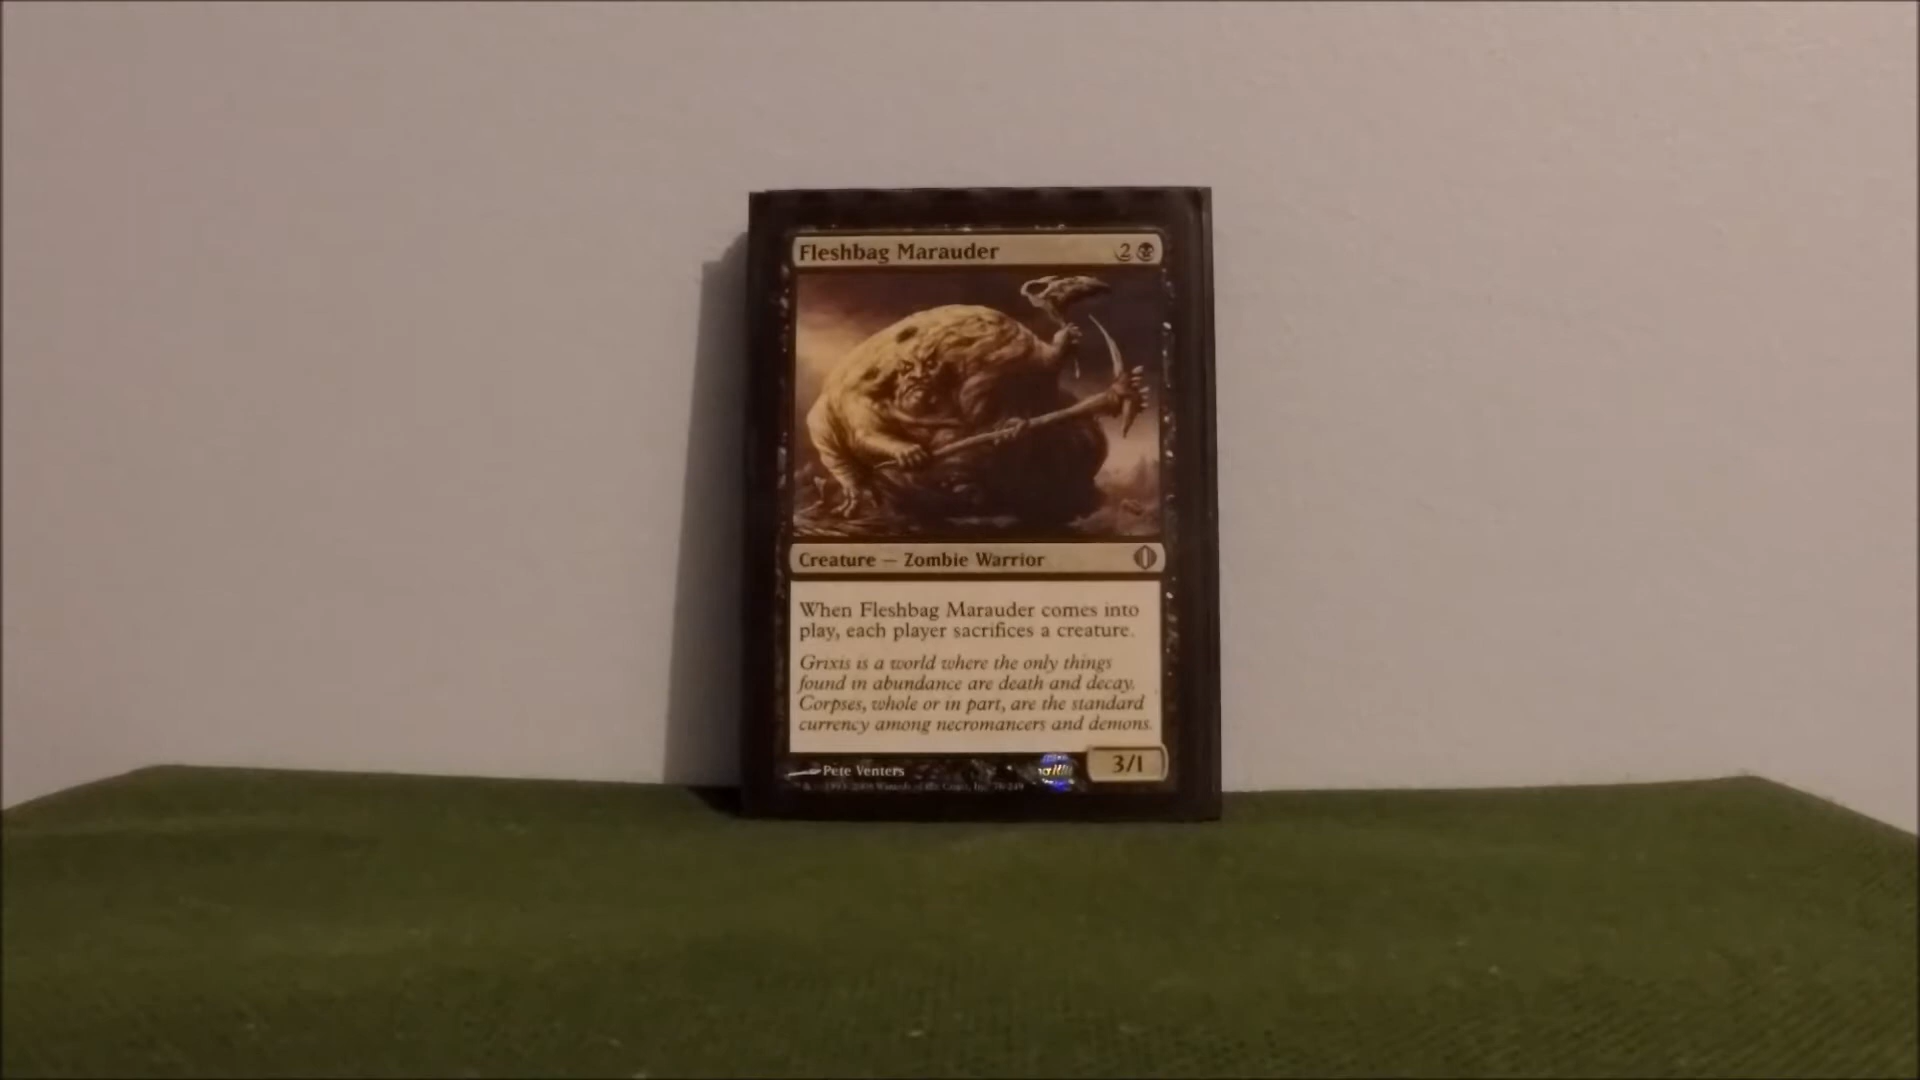 Fleshbag Marauder 2
Creature — Zombie Warrior
When Fleshbag Marauder comes into
play, each player sacrifices a creature.
Grixis is a world where the only things
found in abundance are death and decay.
Corpses, whole or in part, are the standard
currency among necromancers and demons.
Pete Venters
3/1